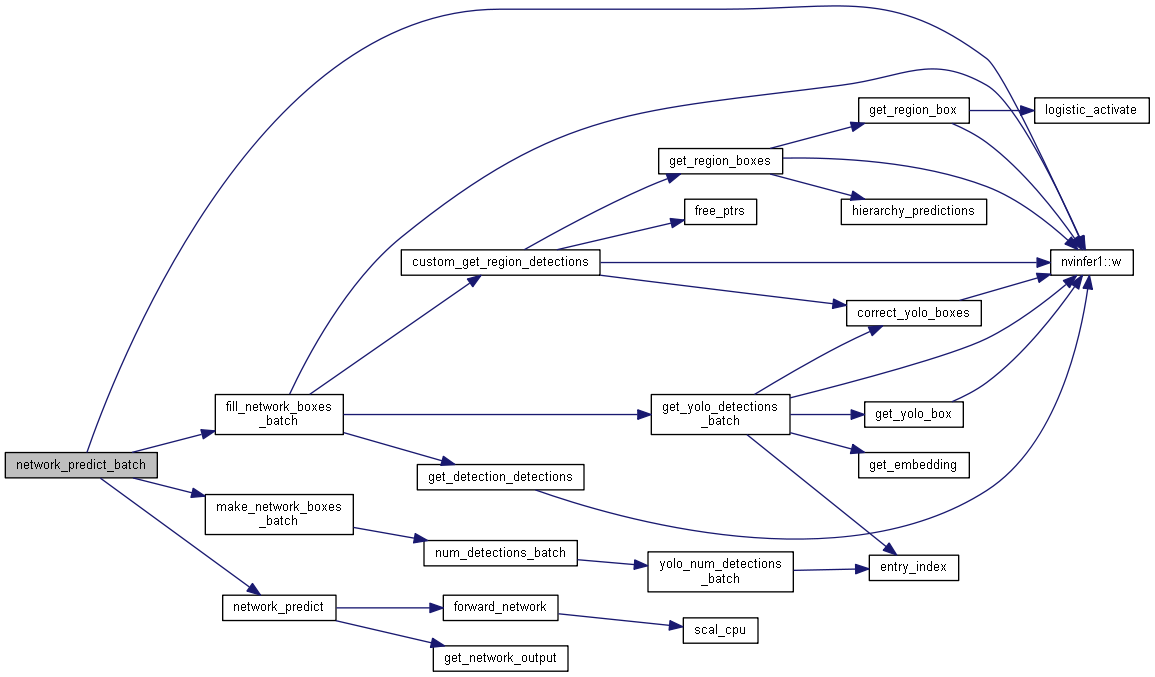 get_region_box
logistic_activate
get_region_boxes
free_ptrs
hierarchy_predictions
custom_get_region_detections
nvinfer1::w
correct_yolo_boxes
fill_network_boxes
_batch
get_yolo_detections
_batch
get_yolo_box
network_predict_batch
get_detection_detections
get_embedding
make_network_boxes
_batch
num_detections_batch
yolo_num_detections
_batch
entry_index
network_predict
forward_network
scal_cpu
get_network_output